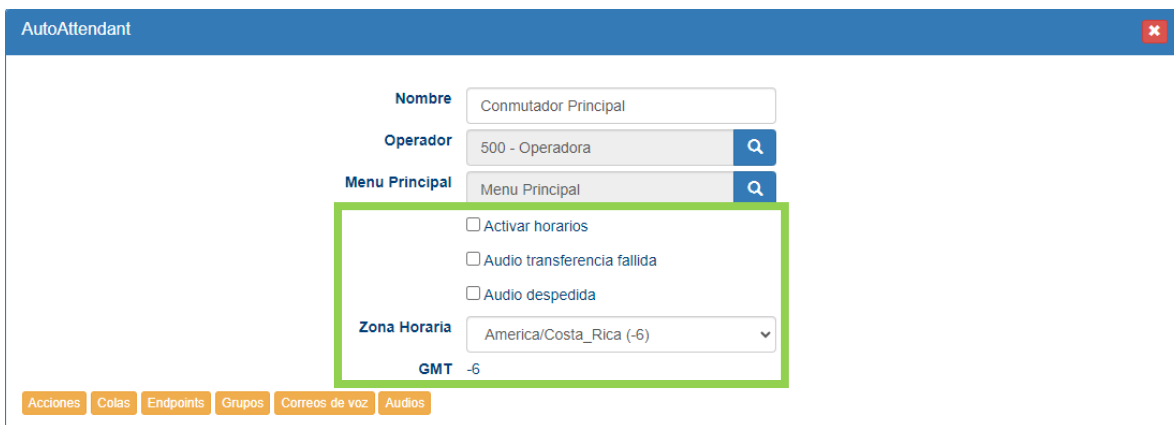 AutoAttendant
Nombre Conmutador Principal
Operador 500 - Operadora
Menu Principal Menu Principal
Activar horarios
Audio transferencia fallida
Audio despedida
Zona Horaria America/Costa_Rica (-6)
GMT -6
Acciones Colas Endpoints Grupos Correos de voz Audios